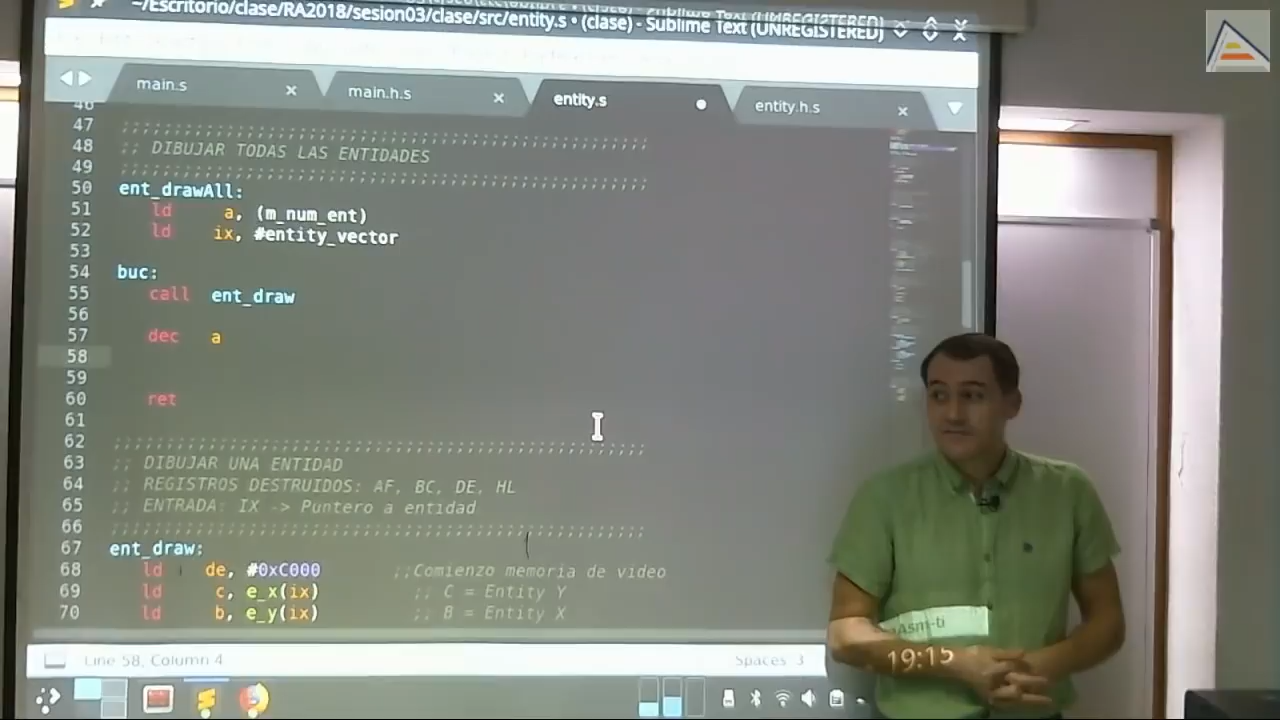 ~/Escritorio/clase/RA2018/sesion03/clase/src/entity.s • (clase) - Sublime Text (UNREGISTERED)
main.s
main.h.s
entity.s
entity.h.s
46
47 ;;;;;;;;;;;;;;;;;;;;;;;;;;;;;;;;;;;;;;;;;;;;;;;;;;;;;
48 ;; DIBUJAR TODAS LAS ENTIDADES
49 ;;;;;;;;;;;;;;;;;;;;;;;;;;;;;;;;;;;;;;;;;;;;;;;;;;;;;
50 ent_drawAll:
51 ld a, (m_num_ent)
52 ld ix, #entity_vector
53
54 buc:
55 call ent_draw
56
57 dec a
58
59
60 ret
61
62 ;;;;;;;;;;;;;;;;;;;;;;;;;;;;;;;;;;;;;;;;;;;;;;;;;;;;;
63 ;; DIBUJAR UNA ENTIDAD
64 ;; REGISTROS DESTRUIDOS: AF, BC, DE, HL
65 ;; ENTRADA: IX -> Puntero a entidad
66 ;;;;;;;;;;;;;;;;;;;;;;;;;;;;;;;;;;;;;;;;;;;;;;;;;;;;;
67 ent_draw:
68 ld de, #0xC000 ;;Comienzo memoria de video
69 ld c, e_x(ix) ;; C = Entity Y
70 ld b, e_y(ix) ;; B = Entity X
Line 58, Column 4
Spaces 3
19:15